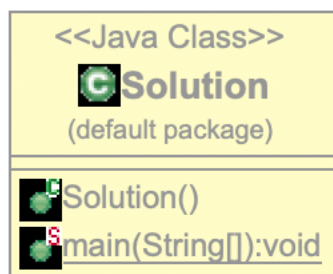 <<Java Class>>
C Solution
(default package)
C Solution()
S main(String[]):void